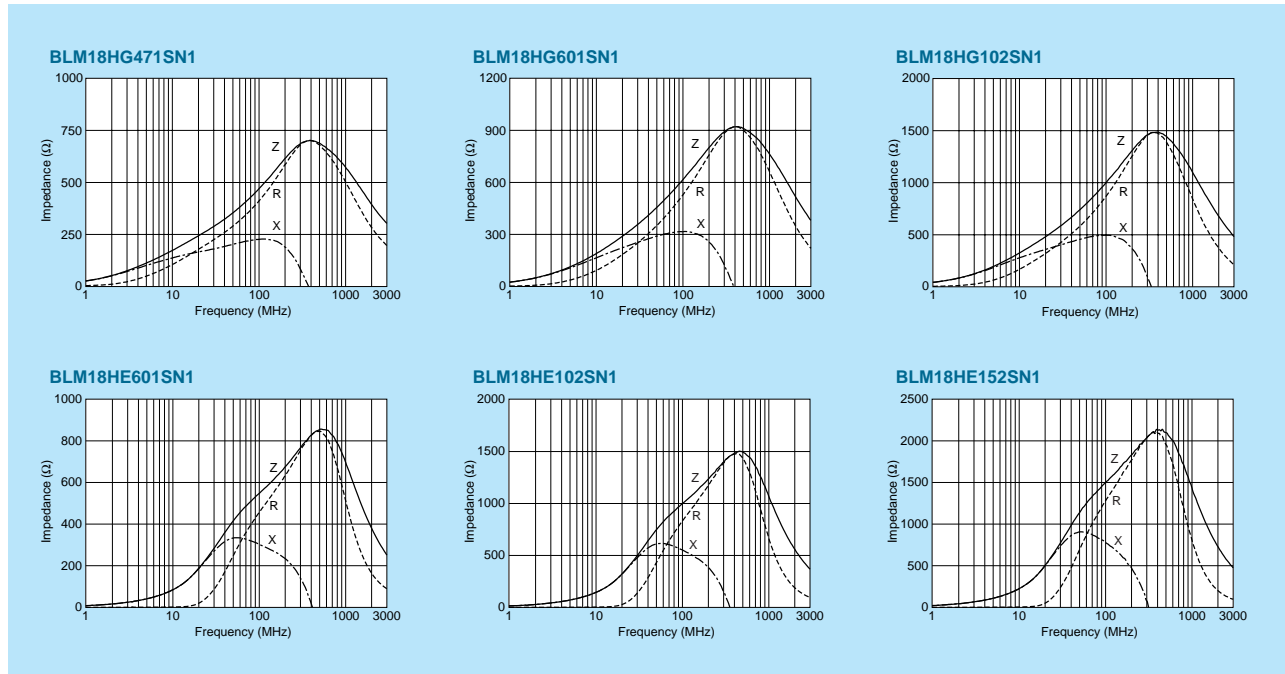 BLM18HG471SN1
1000
750
500
250
0
Impedance (Ω)
Z
R
X
1 10 100 1000 3000
Frequency (MHz)
BLM18HG601SN1
1200
900
600
300
0
Impedance (Ω)
Z
R
X
1 10 100 1000 3000
Frequency (MHz)
BLM18HG102SN1
2000
1500
1000
500
0
Impedance (Ω)
Z
R
X
1 10 100 1000 3000
Frequency (MHz)
BLM18HE601SN1
1000
800
600
400
200
0
Impedance (Ω)
Z
R
X
1 10 100 1000 3000
Frequency (MHz)
BLM18HE102SN1
2000
1500
1000
500
0
Impedance (Ω)
Z
R
X
1 10 100 1000 3000
Frequency (MHz)
BLM18HE152SN1
2500
2000
1500
1000
500
0
Impedance (Ω)
Z
R
X
1 10 100 1000 3000
Frequency (MHz)